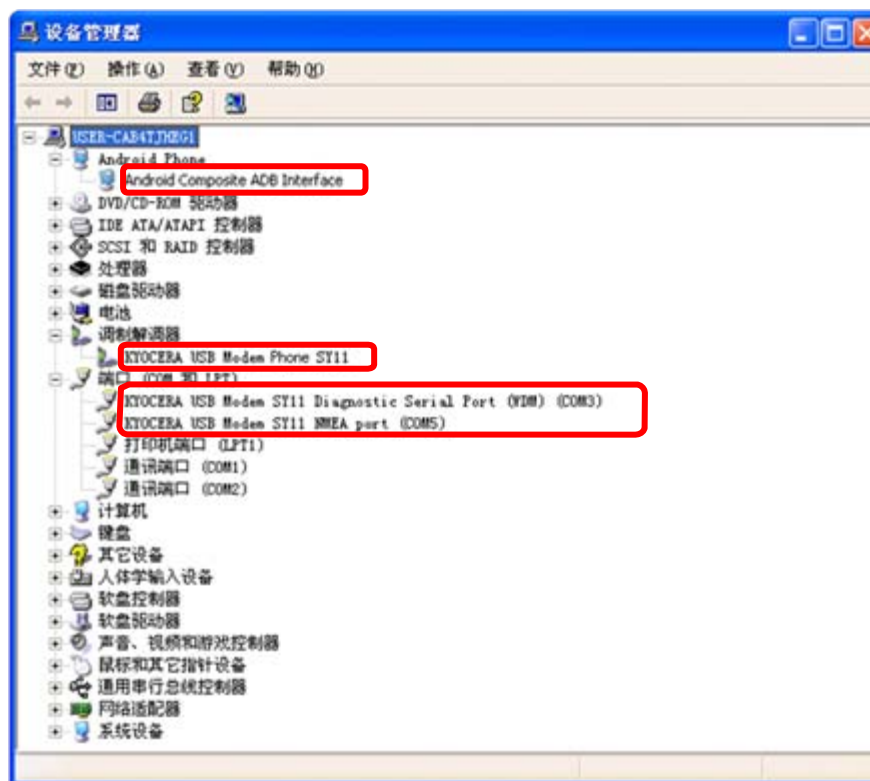 设备管理器
文件(F) 操作(A) 查看(V) 帮助(H)
USER-CAB4TJHEG1
Android Phone
Android Composite ADB Interface
DVD/CD-ROM 驱动器
IDE ATA/ATAPI 控制器
SCSI 和 RAID 控制器
处理器
磁盘驱动器
电池
调制解调器
KYOCERA USB Modem Phone SY11
端口 (COM 和 LPT)
KYOCERA USB Modem SY11 Diagnostic Serial Port (WDM) (COM3)
KYOCERA USB Modem SY11 NMEA port (COM5)
打印机端口 (LPT1)
通讯端口 (COM1)
通讯端口 (COM2)
计算机
键盘
其它设备
人体学输入设备
软盘控制器
软盘驱动器
声音、视频和游戏控制器
鼠标和其它指针设备
通用串行总线控制器
网络适配器
系统设备